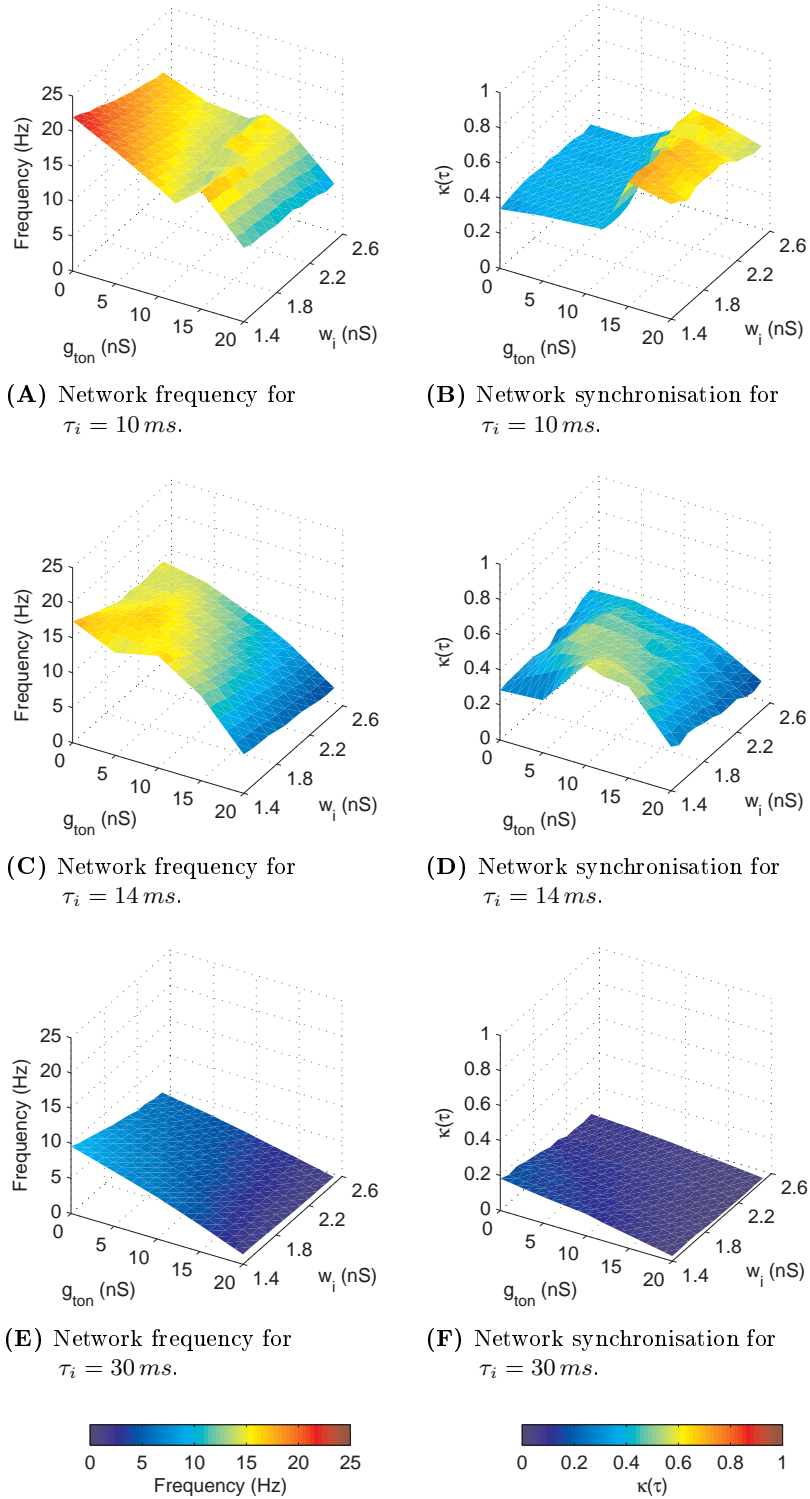 25
20
15
10
5
0
Frequency (Hz)
0
5
10
15
20
g_ton (nS)
1.4
1.8
2.2
2.6
w_i (nS)
(A) Network frequency for
τ_i = 10 ms.
1
0.8
0.6
0.4
0.2
0
κ(τ)
0
5
10
15
20
g_ton (nS)
1.4
1.8
2.2
2.6
w_i (nS)
(B) Network synchronisation for
τ_i = 10 ms.
25
20
15
10
5
0
Frequency (Hz)
0
5
10
15
20
g_ton (nS)
1.4
1.8
2.2
2.6
w_i (nS)
(C) Network frequency for
τ_i = 14 ms.
1
0.8
0.6
0.4
0.2
0
κ(τ)
0
5
10
15
20
g_ton (nS)
1.4
1.8
2.2
2.6
w_i (nS)
(D) Network synchronisation for
τ_i = 14 ms.
25
20
15
10
5
0
Frequency (Hz)
0
5
10
15
20
g_ton (nS)
1.4
1.8
2.2
2.6
w_i (nS)
(E) Network frequency for
τ_i = 30 ms.
1
0.8
0.6
0.4
0.2
0
κ(τ)
0
5
10
15
20
g_ton (nS)
1.4
1.8
2.2
2.6
w_i (nS)
(F) Network synchronisation for
τ_i = 30 ms.
0 5 10 15 20 25
Frequency (Hz)
0 0.2 0.4 0.6 0.8 1
κ(τ)